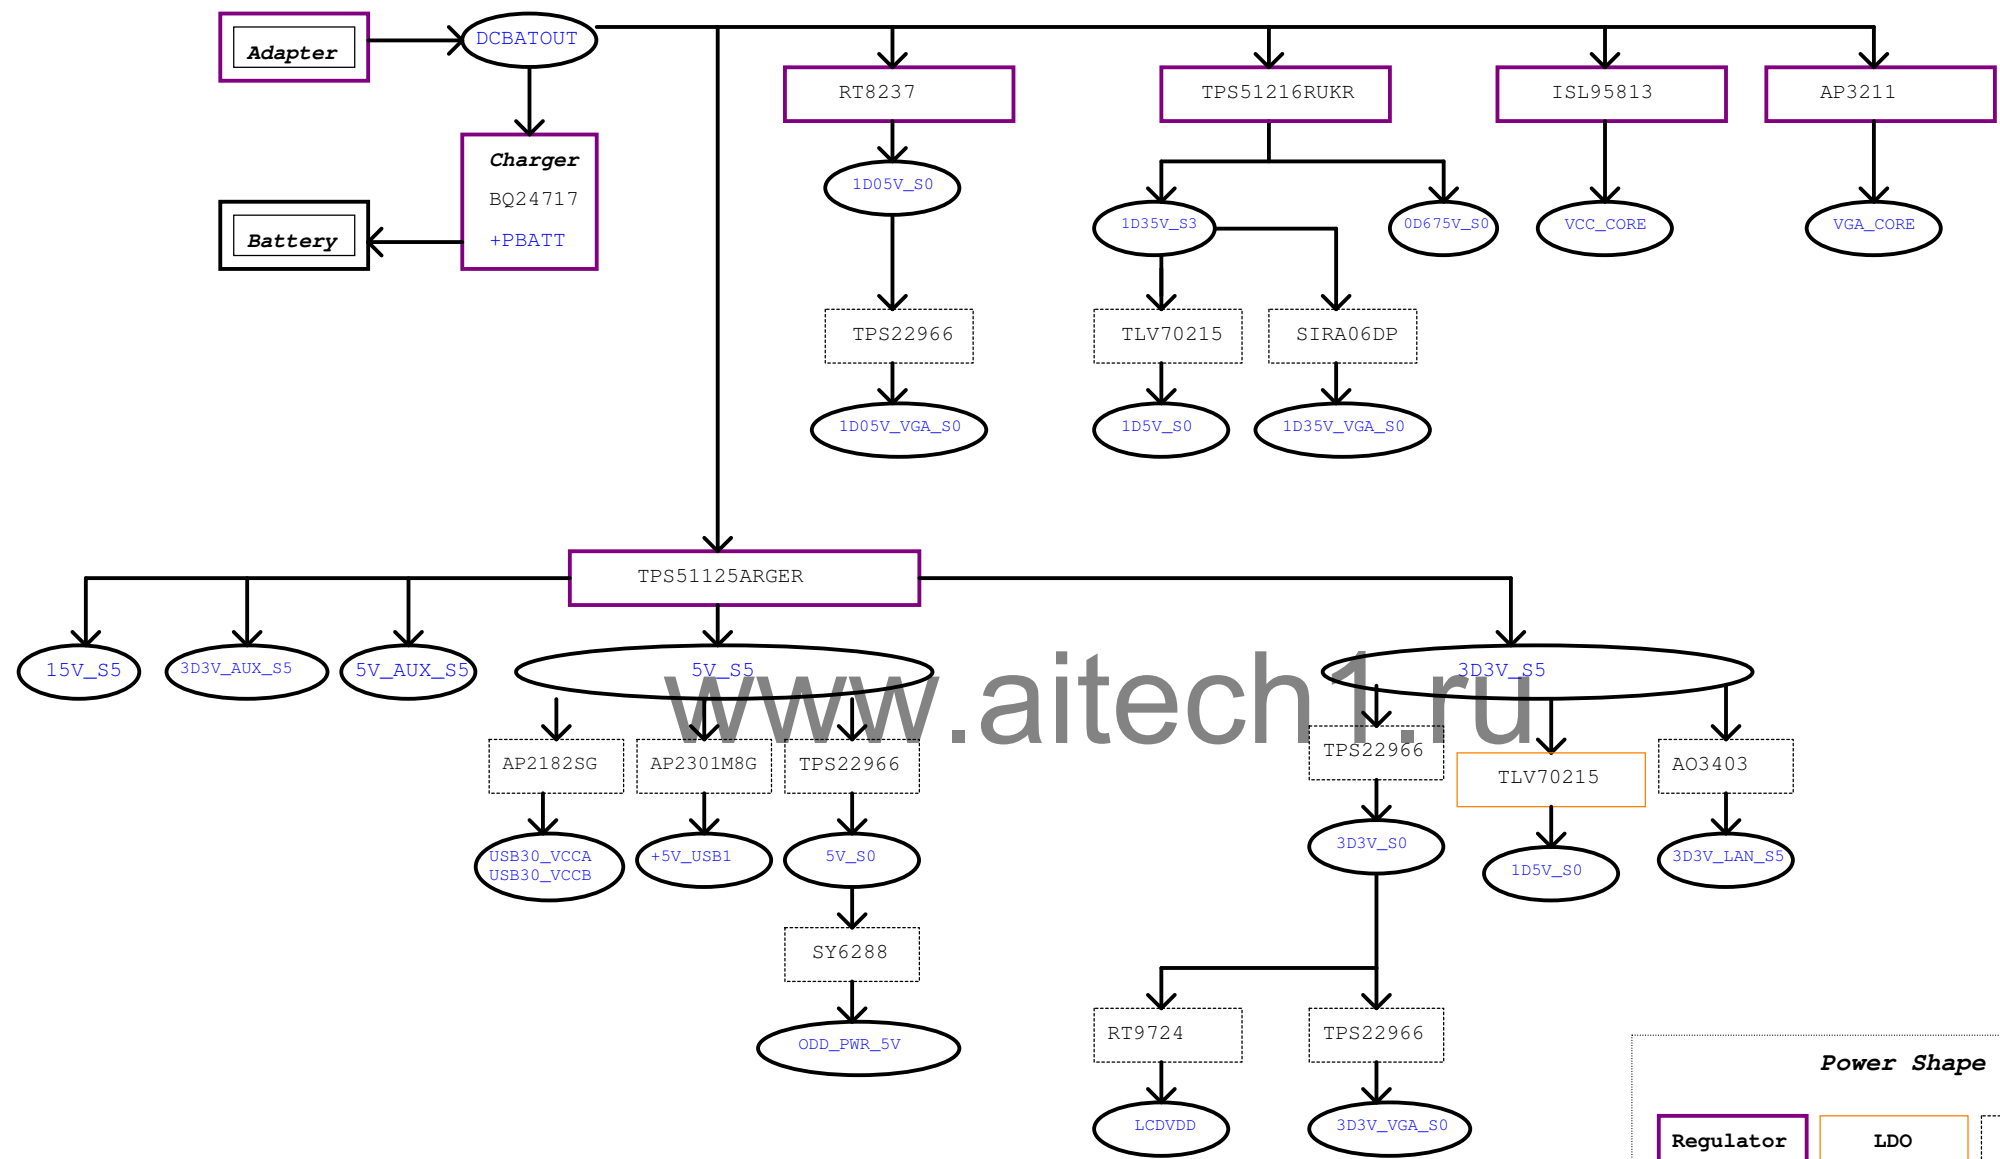 Adapter
DCBATOUT
RT8237
TPS51216RUKR
ISL95813
AP3211
Charger
BQ24717
+PBATT
Battery
1D05V_S0
1D35V_S3
0D675V_S0
VCC_CORE
VGA_CORE
TPS22966
TLV70215
SIRA06DP
1D05V_VGA_S0
1D5V_S0
1D35V_VGA_S0
TPS51125ARGER
15V_S5
3D3V_AUX_S5
5V_AUX_S5
5V_S5
3D3V_S5
www.aitech1.ru
AP2182SG
AP2301M8G
TPS22966
TPS22966
TLV70215
AO3403
USB30_VCCA
USB30_VCCB
+5V_USB1
5V_S0
3D3V_S0
1D5V_S0
3D3V_LAN_S5
SY6288
ODD_PWR_5V
RT9724
TPS22966
LCDVDD
3D3V_VGA_S0
Power Shape
Regulator
LDO